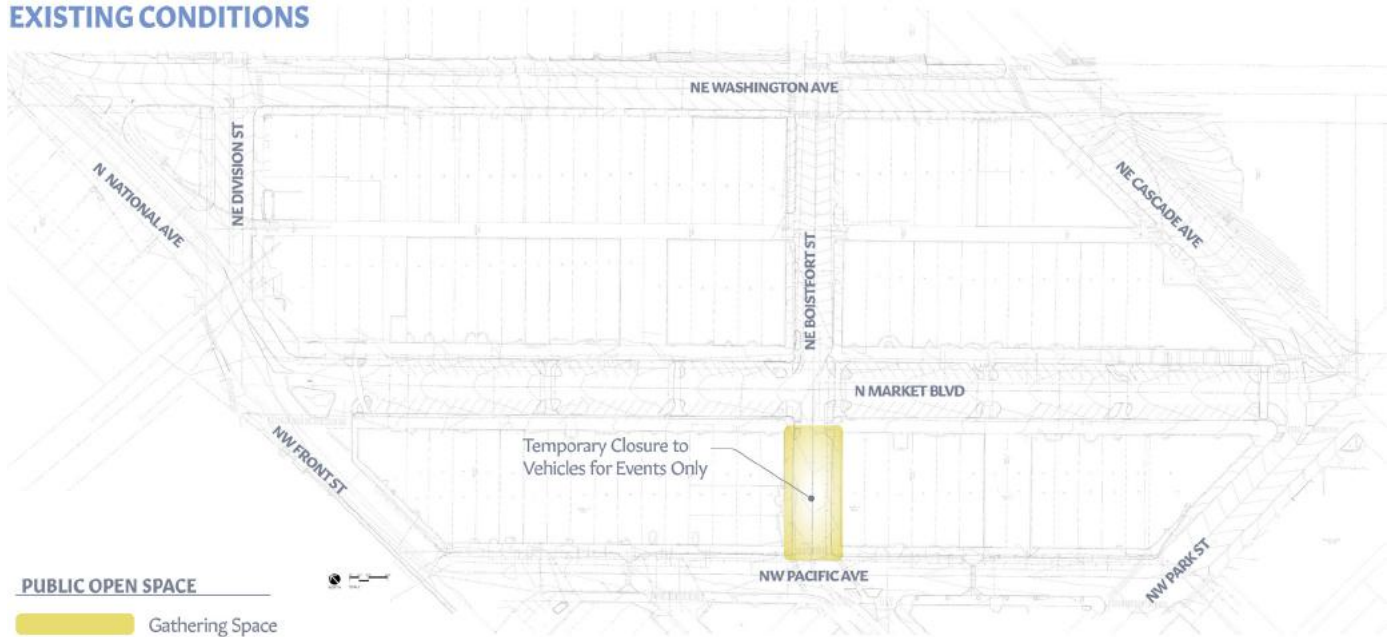 EXISTING CONDITIONS
NE WASHINGTON AVE
N NATIONAL AVE
NE DIVISION ST
NE CASCADE AVE
NE BOISTFORT ST
N MARKET BLVD
Temporary Closure to
Vehicles for Events Only
NW FRONT ST
NW PACIFIC AVE
NW PARK ST
PUBLIC OPEN SPACE
Gathering Space